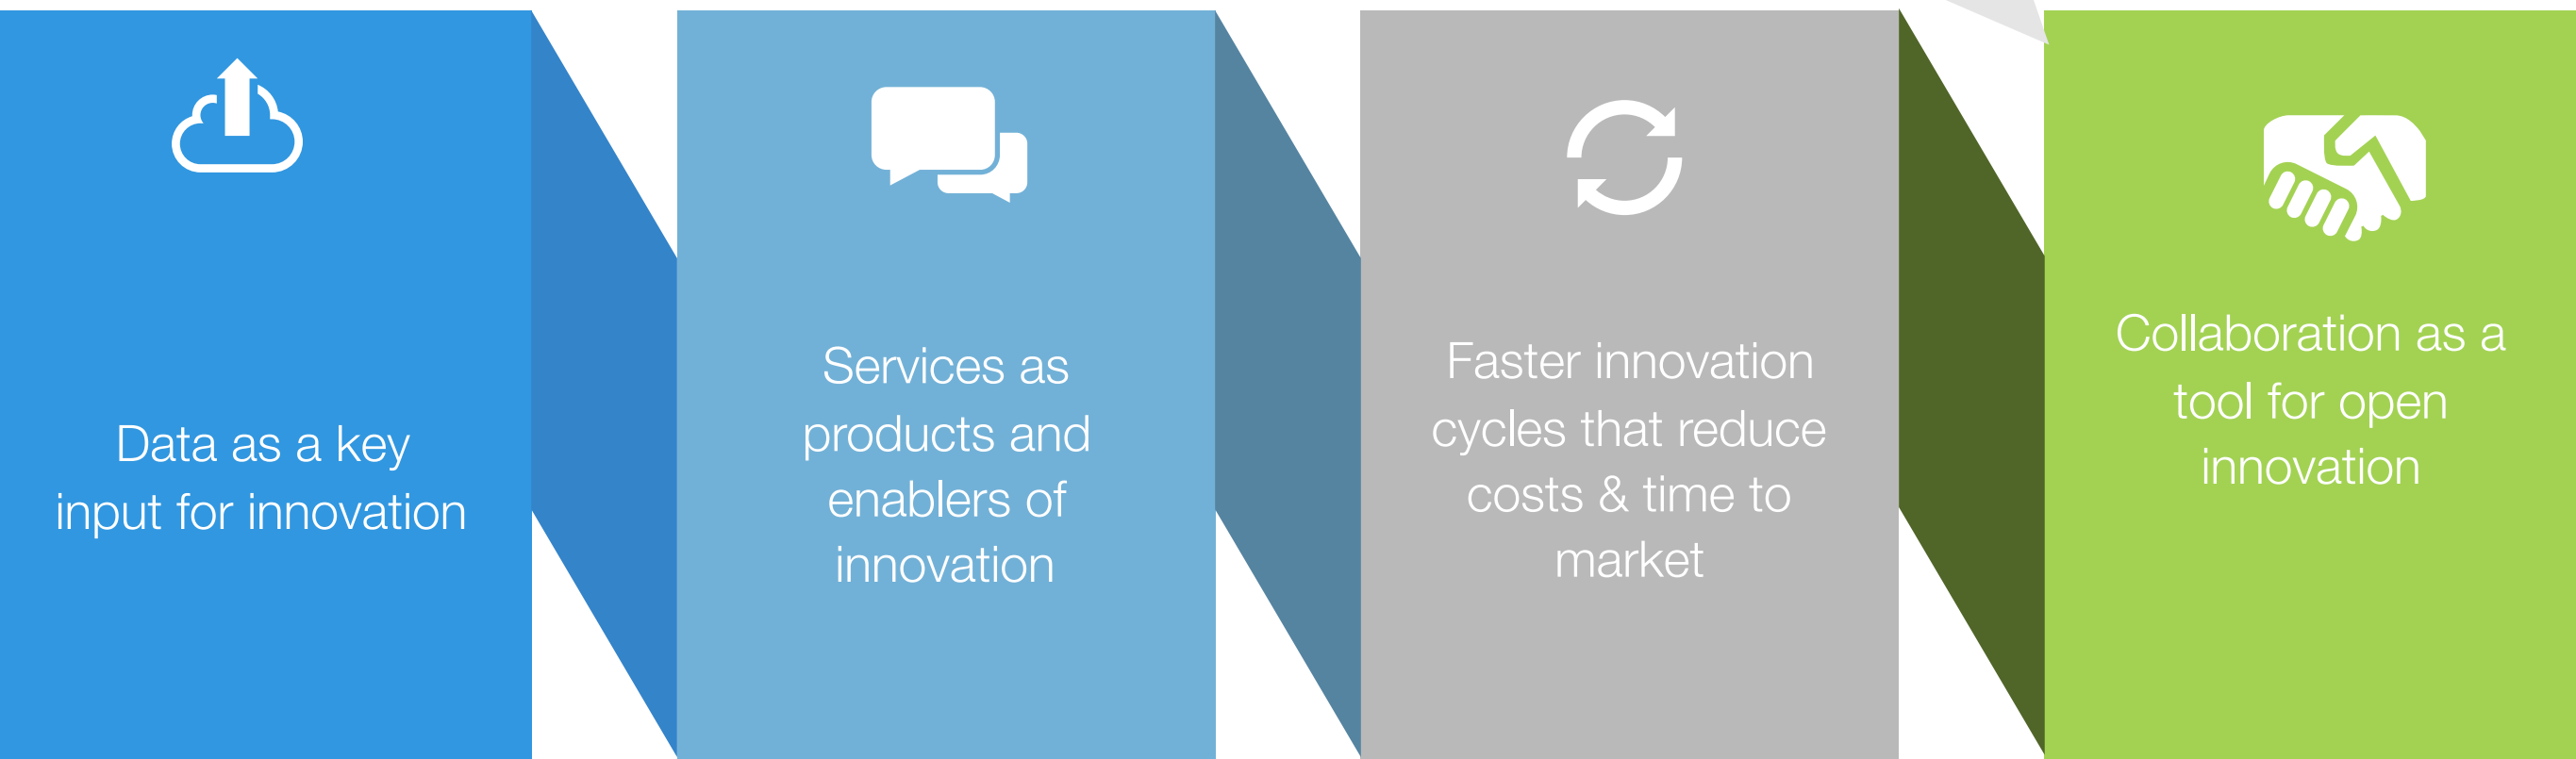 Data as a key
input for innovation
Services as
products and
enablers of
innovation
Faster innovation
cycles that reduce
costs & time to
market
Collaboration as a
tool for open
innovation